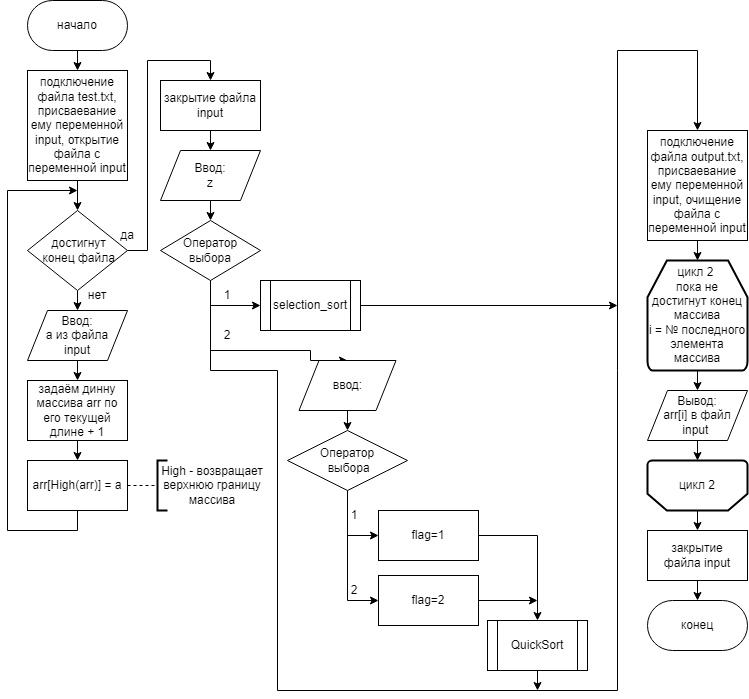 начало
подключение
файла test.txt,
присваевание
ему переменной
input, открытие
файла с
переменной input
достигнут
конец файла
да
нет
Ввод:
a из файла
input
задаём динну
массива arr по
его текущей
длине + 1
arr[High(arr)] = a
High - возвращает
верхнюю границу
массива
закрытие файла
input
Ввод:
z
Оператор
выбора
1
selection_sort
2
ввод:
Оператор
выбора
1
flag=1
2
flag=2
QuickSort
подключение
файла output.txt,
присваевание
ему переменной
input, очищение
файла с
переменной input
цикл 2
пока не
достигнут конец
массива
i = № последного
элемента
массива
Вывод:
arr[i] в файл
input
цикл 2
закрытие
файла input
конец